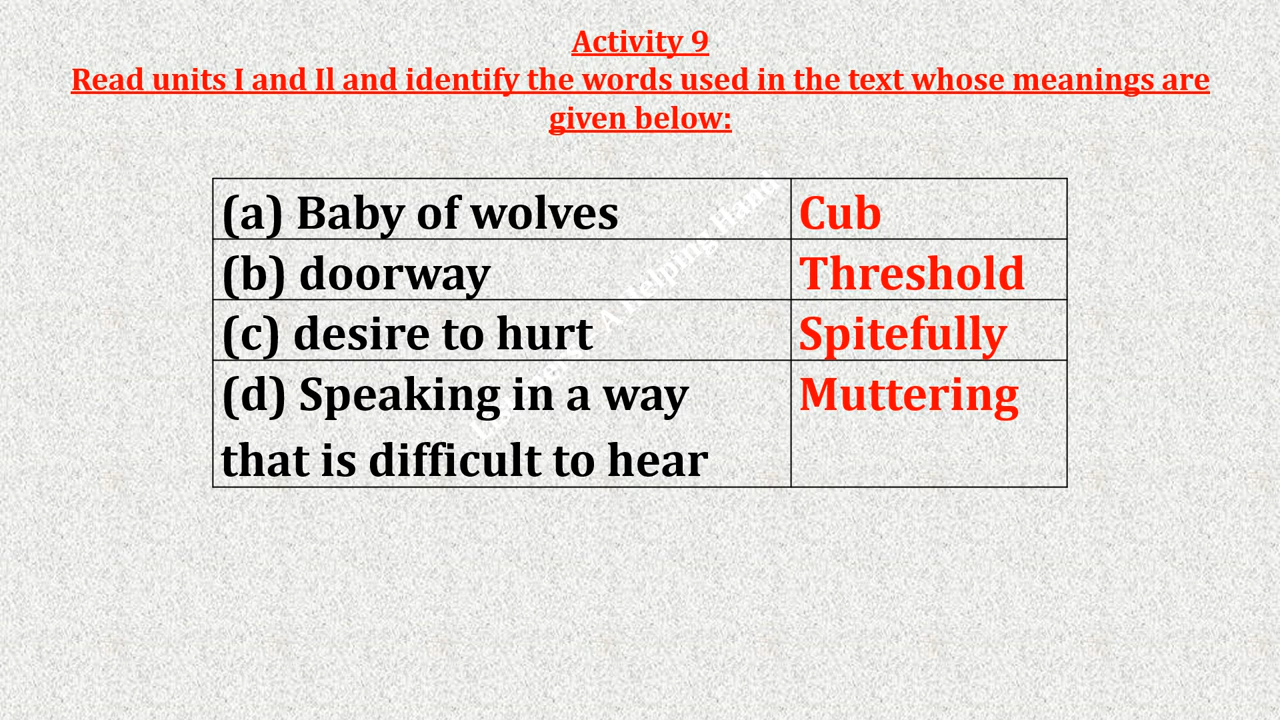 Activity 9
Read units I and Il and identify the words used in the text whose meanings are
given below:
(a) Baby of wolves Cub
(b) doorway Threshold
(c) desire to hurt Spitefully
(d) Speaking in a way Muttering
that is difficult to hear